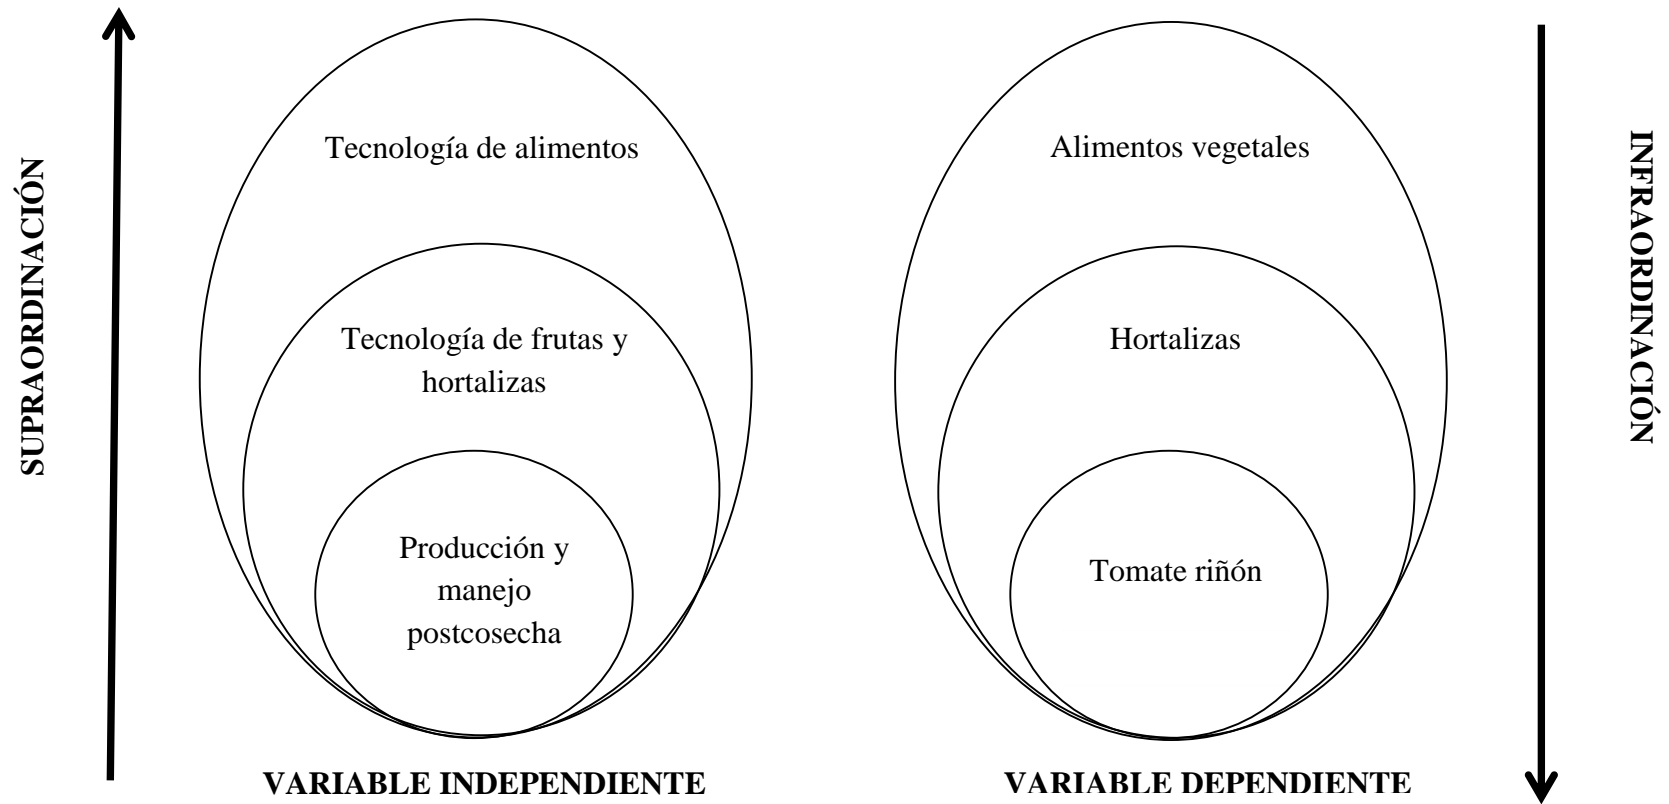 SUPRAORDINACIÓN
Tecnología de alimentos
Tecnología de frutas y
hortalizas
Producción y
manejo
postcosecha
VARIABLE INDEPENDIENTE
Alimentos vegetales
Hortalizas
Tomate riñón
VARIABLE DEPENDIENTE
INFRAORDINACIÓN